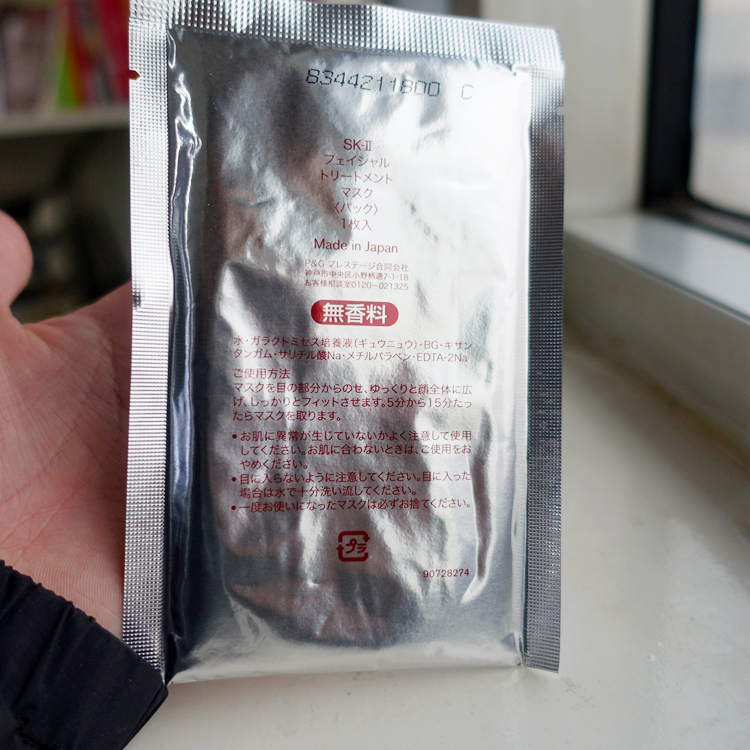 8344211800 C
SK-II
フェイシャル
トリートメント
マスク
〈パック〉
1枚入
Made in Japan
P&G プレステージ合同会社
神戸市中央区小野柄通7-1-18
お客様相談室0120-021325
無香料
水・ガラクトミセス培養液(ギュウニュウ)・BG・キサン
タンガム・サリチル酸Na・メチルパラベン・EDTA-2Na
ご使用方法
マスクを目の部分からのせ、ゆっくりと顔全体に広
げ、しっかりとフィットさせます。5分から15分たっ
たらマスクを取ります。
•お肌に異常が生じていないかよく注意して使用
してください。お肌に合わないときは、ご使用をお
やめください。
•目に入らないように注意してください。目に入った
場合は水で十分洗い流してください。
•一度お使いになったマスクは必ずお捨てください。
プラ
90728274